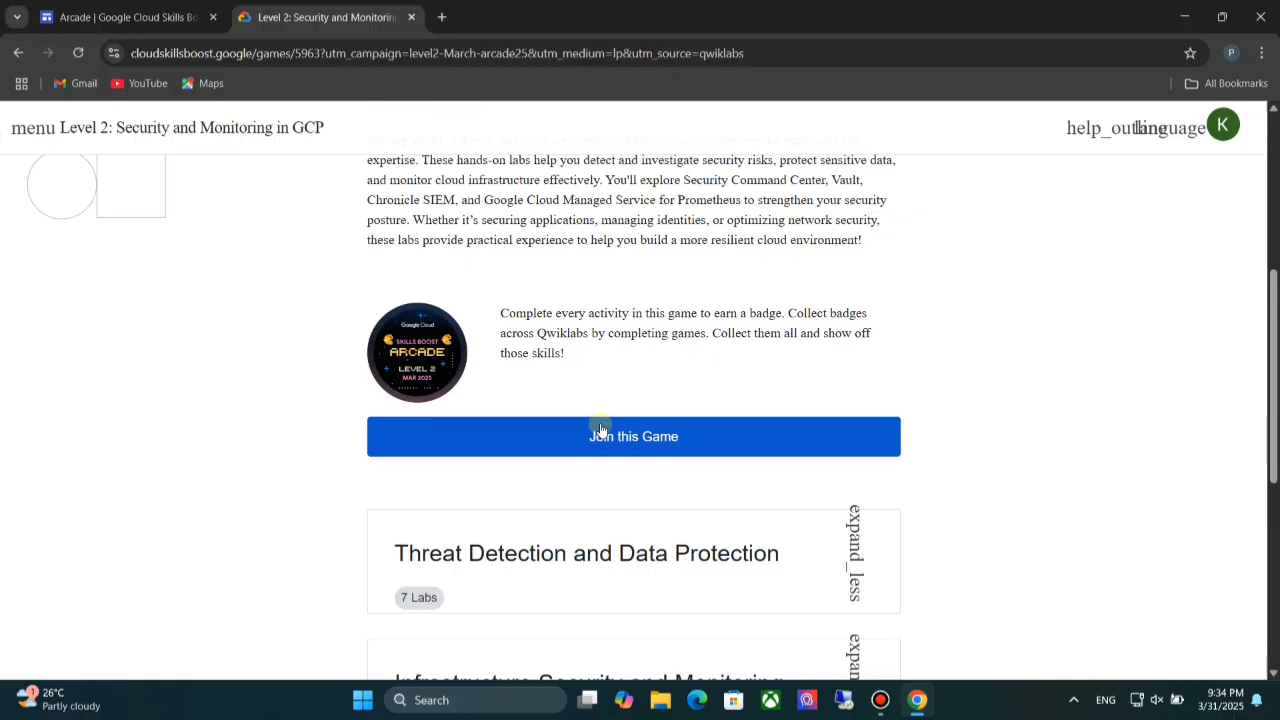 Arcade | Google Cloud Skills Bo
Level 2: Security and Monitorin
cloudskillsboost.google/games/5963?utm_campaign=level2-March-arcade25&utm_medium=lp&utm_source=qwiklabs
P
Gmail
YouTube
Maps
All Bookmarks
menu Level 2: Security and Monitoring in GCP
help_outline
language
K
expertise. These hands-on labs help you detect and investigate security risks, protect sensitive data,
and monitor cloud infrastructure effectively. You'll explore Security Command Center, Vault,
Chronicle SIEM, and Google Cloud Managed Service for Prometheus to strengthen your security
posture. Whether it's securing applications, managing identities, or optimizing network security,
these labs provide practical experience to help you build a more resilient cloud environment!
Google Cloud
SKILLS BOOST
ARCADE
LEVEL 2
MAR 2025
Complete every activity in this game to earn a badge. Collect badges
across Qwiklabs by completing games. Collect them all and show off
those skills!
Join this Game
Threat Detection and Data Protection
expand_less
7 Labs
Infrastructure Security and Monitoring
expan
1
26°C
Partly cloudy
Search
ENG
9:34 PM
3/31/2025